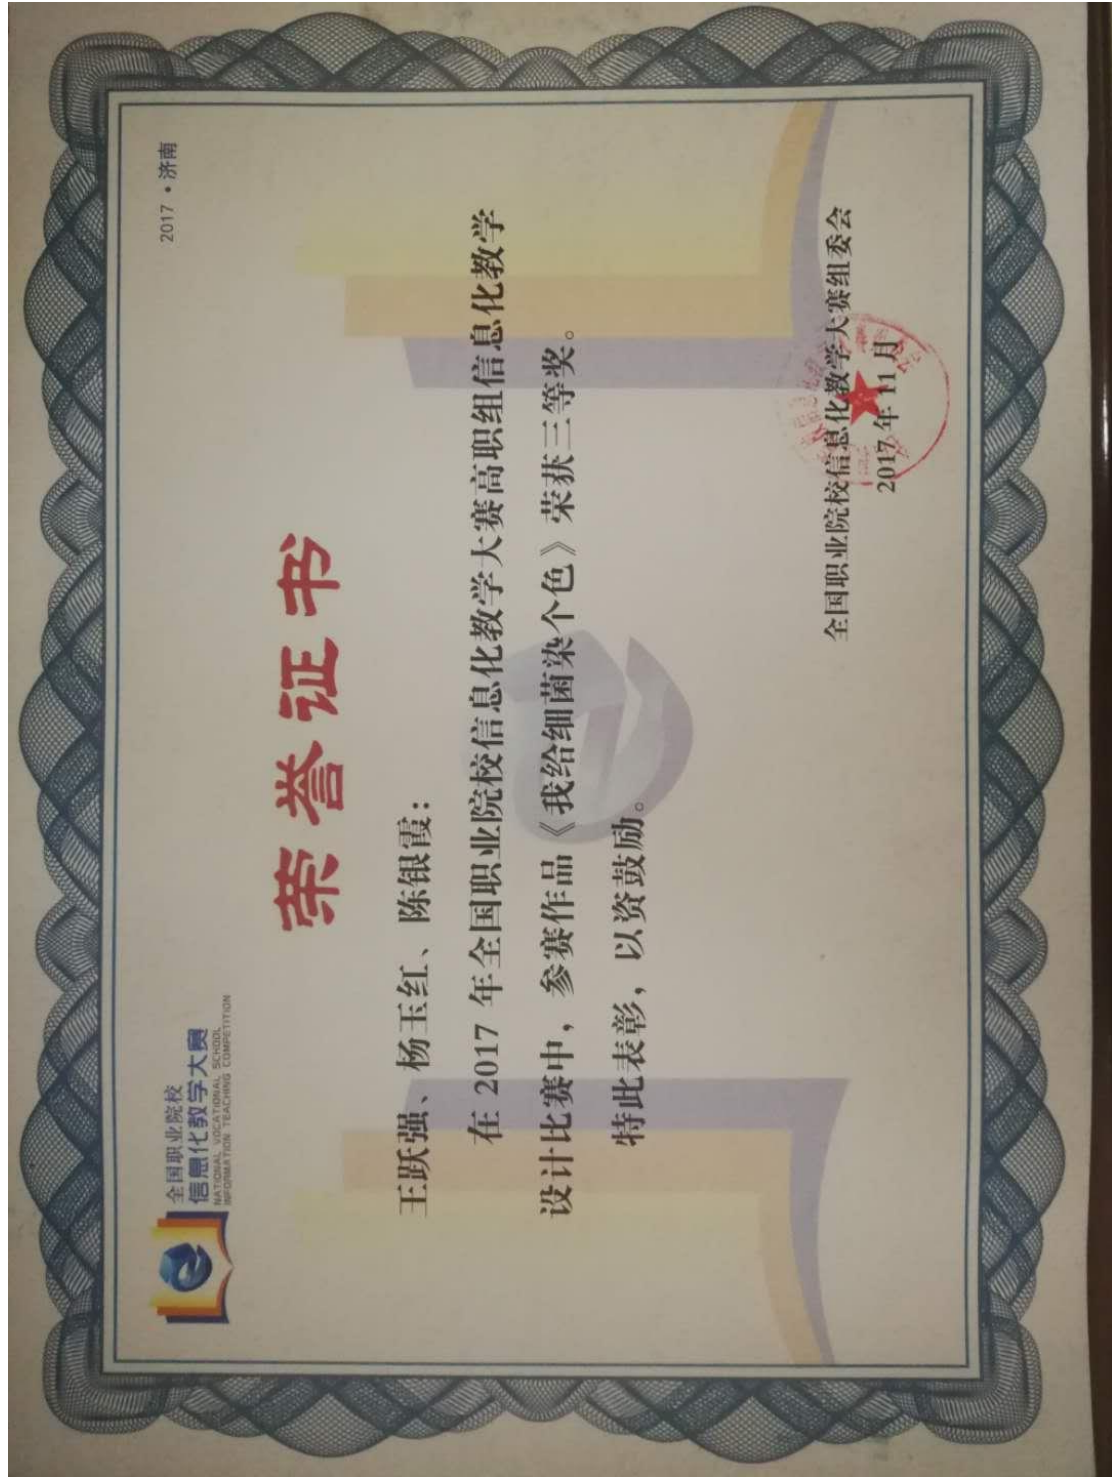 全国职业院校
信息化教学大赛
NATIONAL VOCATIONAL SCHOOL
INFORMATION TEACHING COMPETITION
2017·济南
荣誉证书
王跃强、杨玉红、陈银霞：
在 2017 年全国职业院校信息化教学大赛高职组信息化教学
设计比赛中，参赛作品《我给细菌染个色》荣获三等奖。
特此表彰，以资鼓励。
全国职业院校信息化教学大赛组委会
2017 年 11 月